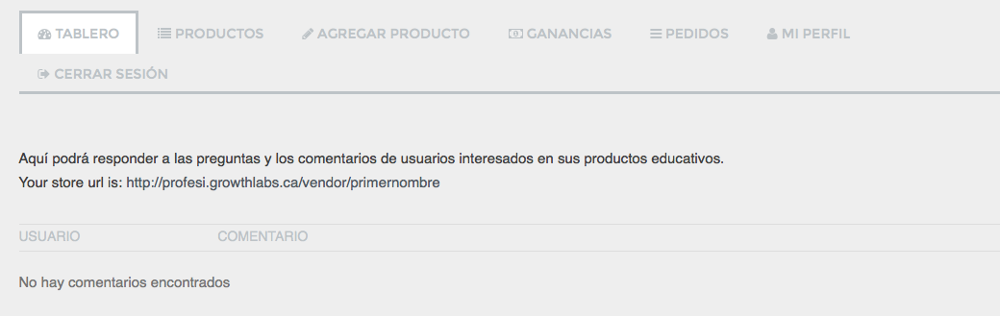 TABLERO PRODUCTOS AGREGAR PRODUCTO GANANCIAS PEDIDOS MI PERFIL
CERRAR SESIÓN
Aquí podrá responder a las preguntas y los comentarios de usuarios interesados en sus productos educativos.
Your store url is: http://profesi.growthlabs.ca/vendor/primernombre
USUARIO COMENTARIO
No hay comentarios encontrados